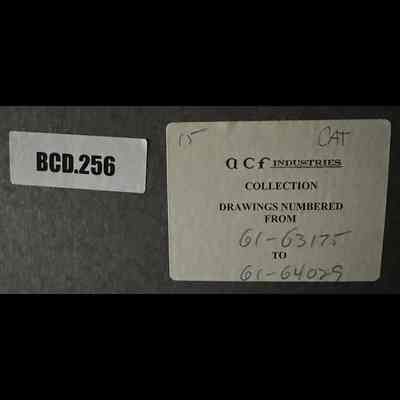 BCD.256
15 CAT
acf INDUSTRIES
COLLECTION
DRAWINGS NUMBERED
FROM
61-63175
TO
61-64029